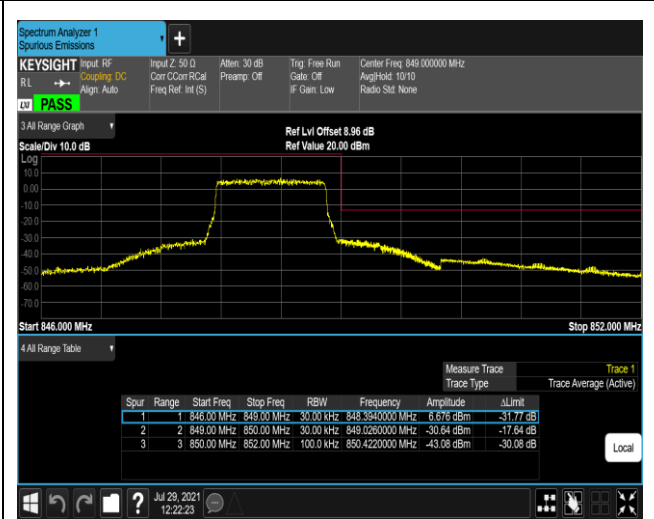 Spectrum Analyzer 1
Spurious Emissions
KEYSIGHT Input: RF Input Z: 50 Ω Atten: 30 dB Trig: Free Run Center Freq: 849.000000 MHz
RL Coupling: DC Corr CCorr RCal Preamp: Off Gate: Off Avg|Hold: 10/10
Align: Auto Freq Ref: Int (S) IF Gain: Low Radio Std: None
LXI PASS
3 All Range Graph
Ref Lvl Offset 8.96 dB
Scale/Div 10.0 dB Ref Value 20.00 dBm
Log
10.0
0.00
-10.0
-20.0
-30.0
-40.0
-50.0
-60.0
-70.0
Start 846.000 MHz Stop 852.000 MHz
4 All Range Table
Measure Trace Trace 1
Trace Type Trace Average (Active)
Spur Range Start Freq Stop Freq RBW Frequency Amplitude ΔLimit
1 1 846.00 MHz 849.00 MHz 30.00 kHz 848.3940000 MHz 6.676 dBm -31.77 dB
2 2 849.00 MHz 850.00 MHz 30.00 kHz 849.0260000 MHz -30.64 dBm -17.64 dB
3 3 850.00 MHz 852.00 MHz 100.0 kHz 850.4220000 MHz -43.08 dBm -30.08 dB
Local
Jul 29, 2021
12:22:23